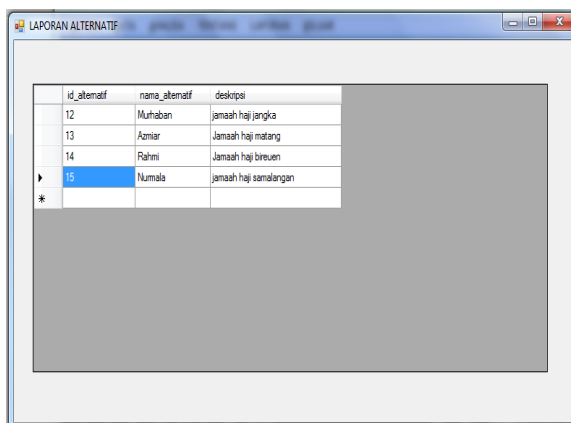 LAPORAN ALTERNATIF
id_alternatif nama_alternatif deskripsi
12 Murhaban jamaah haji jangka
13 Azmiar Jamaah haji matang
14 Rahmi Jamaah haji bireuen
15 Nurmala jamaah haji samalangan